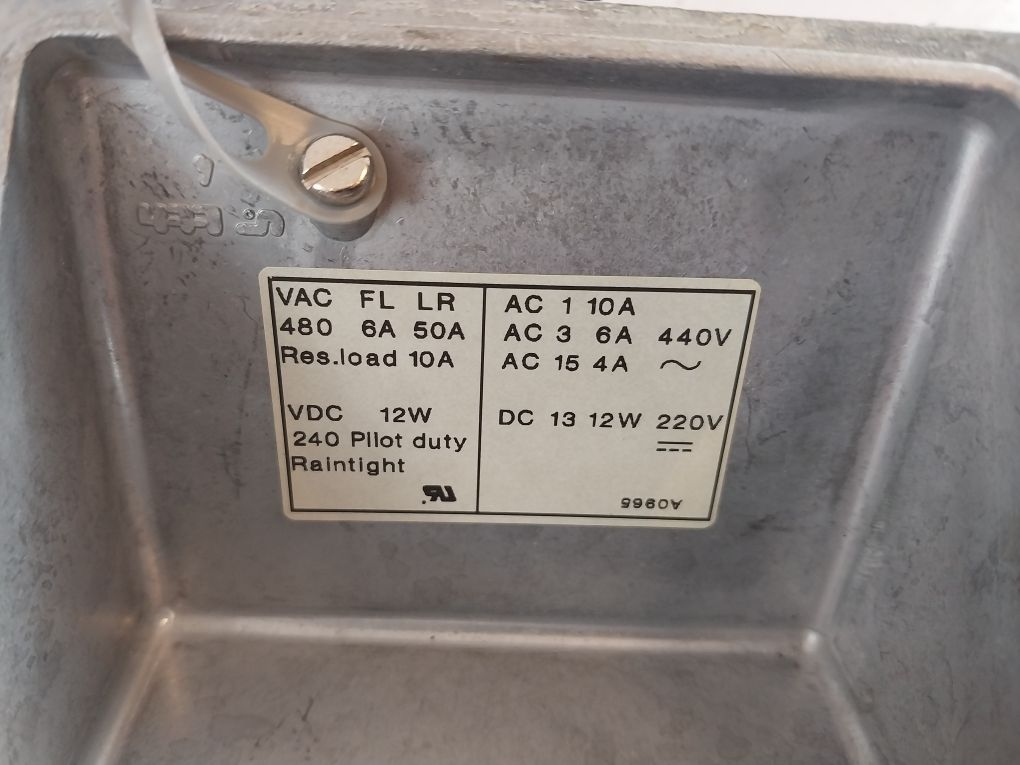 VAC FL LR
480 6A 50A
Res.load 10A
VDC 12W
240 Pilot duty
Raintight
AC 1 10A
AC 3 6A 440V
AC 15 4A ~
DC 13 12W 220V
A0965